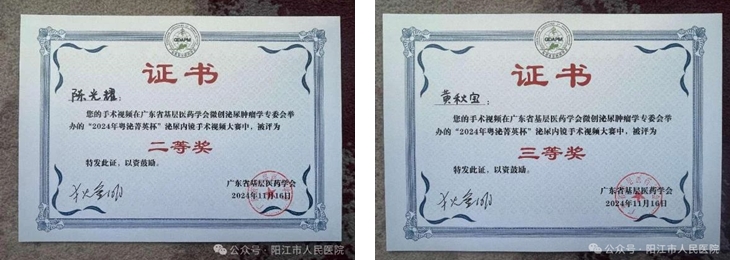 GDAPM
证书
陈光耀：
您的手术视频在广东省基层医药学会微创泌尿肿瘤学专委会举
办的“2024年粤泌菁英杯”泌尿内镜手术视频大赛中，被评为
二等奖
特发此证，以资鼓励。
广东省基层医药学会
2024年11月16日
公众号·阳江市人民医院
GDAPM
证书
黄秋宝：
您的手术视频在广东省基层医药学会微创泌尿肿瘤学专委会举
办的“2024年粤泌菁英杯”泌尿内镜手术视频大赛中，被评为
三等奖
特发此证，以资鼓励。
广东省基层医药学会
2024年11月16日
公众号·阳江市人民医院